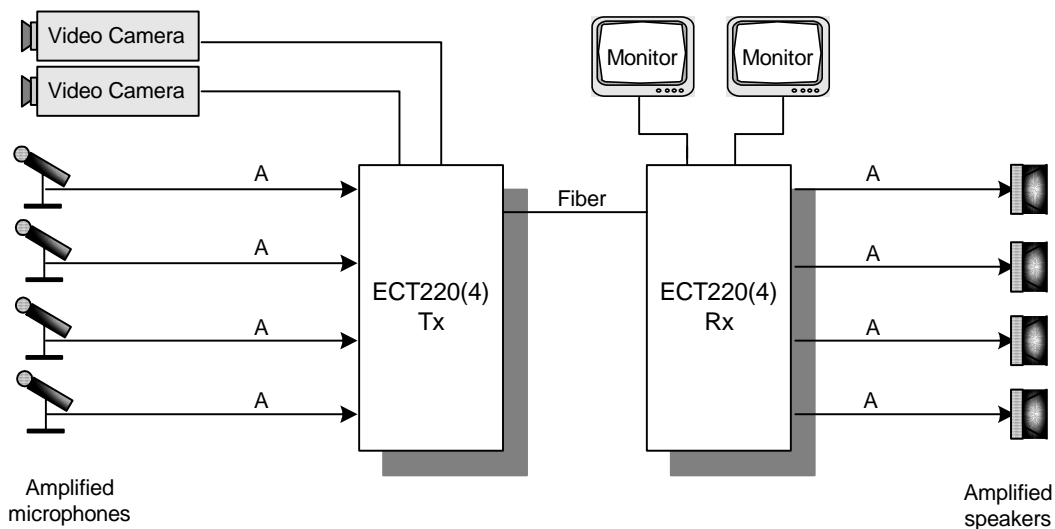 Video Camera
Video Camera
Monitor
Monitor
A
A
A
A
Fiber
ECT220(4)
Tx
ECT220(4)
Rx
A
A
A
A
Amplified
microphones
Amplified
speakers